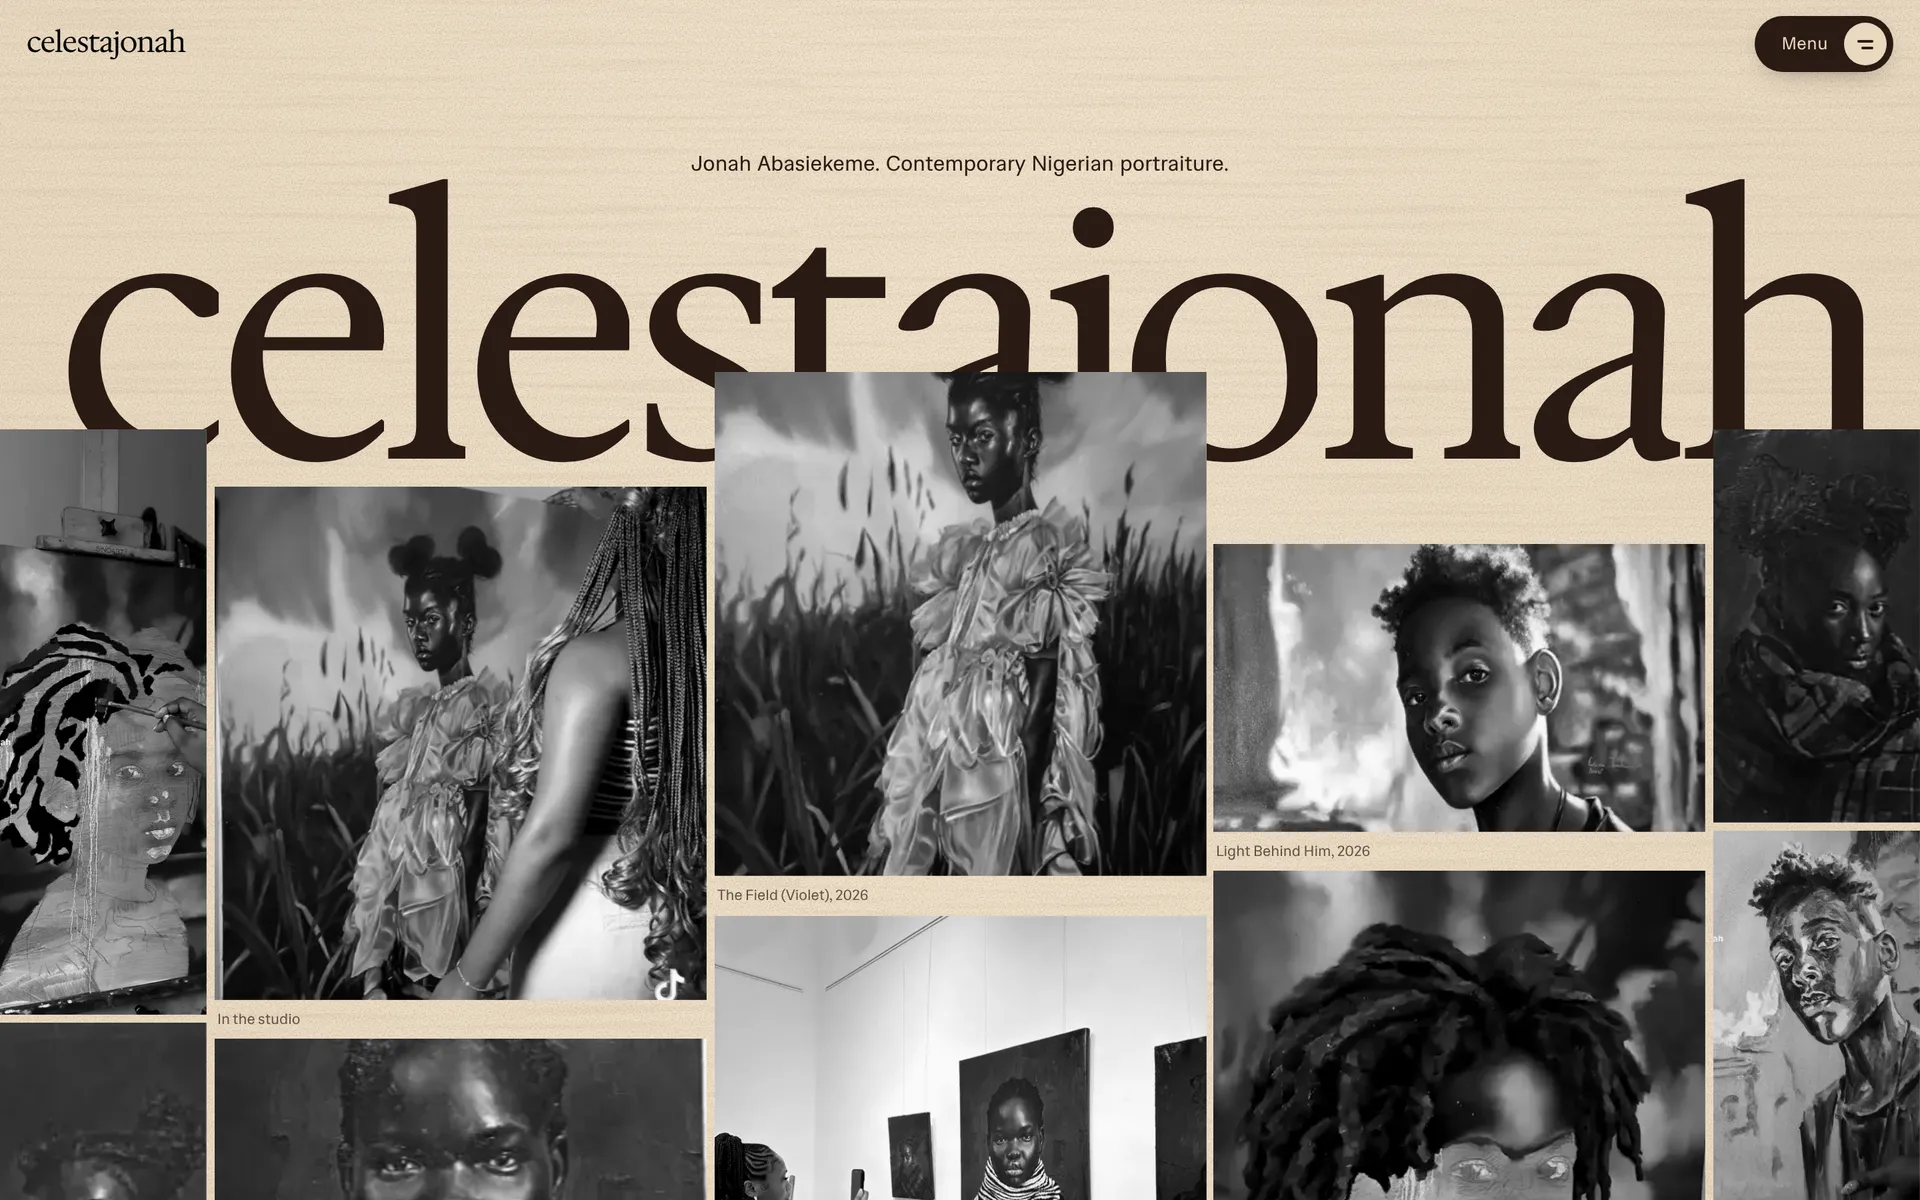 celestajonah
Menu
Jonah Abasiekeme. Contemporary Nigerian portraiture.
celestajonah
Light Behind Him, 2026
The Field (Violet), 2026
In the studio